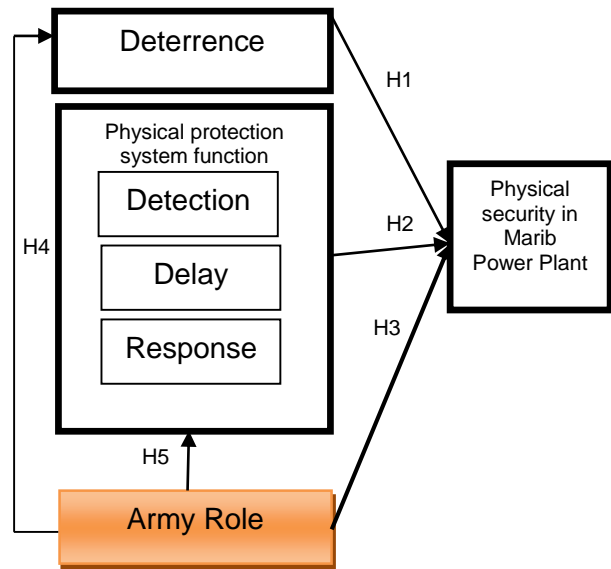 Deterrence
H1
Physical protection
system function
Detection
Delay
Response
H4
H2
Physical
security in
Marib
Power Plant
H3
H5
Army Role